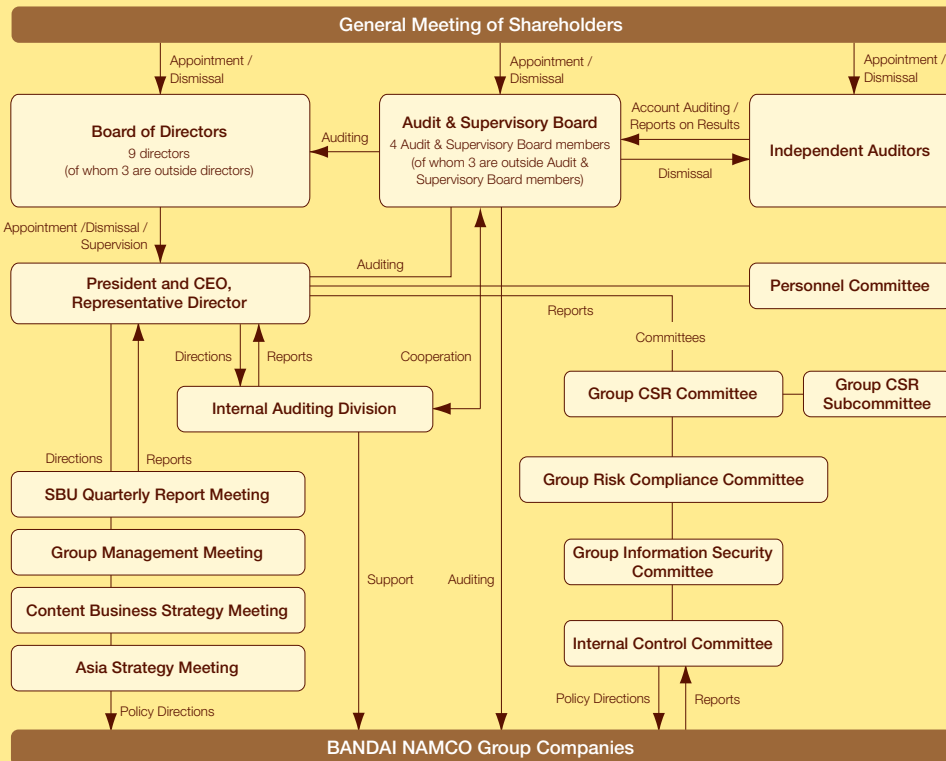 General Meeting of Shareholders
Appointment /
Dismissal
Appointment /
Dismissal
Appointment /
Dismissal
Board of Directors
9 directors
(of whom 3 are outside directors)
Auditing
Audit & Supervisory Board
4 Audit & Supervisory Board members
(of whom 3 are outside Audit &
Supervisory Board members)
Account Auditing /
Reports on Results
Dismissal
Independent Auditors
Appointment /Dismissal /
Supervision
Auditing
President and CEO,
Representative Director
Personnel Committee
Reports
Committees
Directions
Reports
Cooperation
Internal Auditing Division
Group CSR Committee
Group CSR
Subcommittee
Directions
Reports
SBU Quarterly Report Meeting
Group Risk Compliance Committee
Group Management Meeting
Group Information Security
Committee
Support
Auditing
Content Business Strategy Meeting
Internal Control Committee
Asia Strategy Meeting
Policy Directions
Policy Directions
Reports
BANDAI NAMCO Group Companies